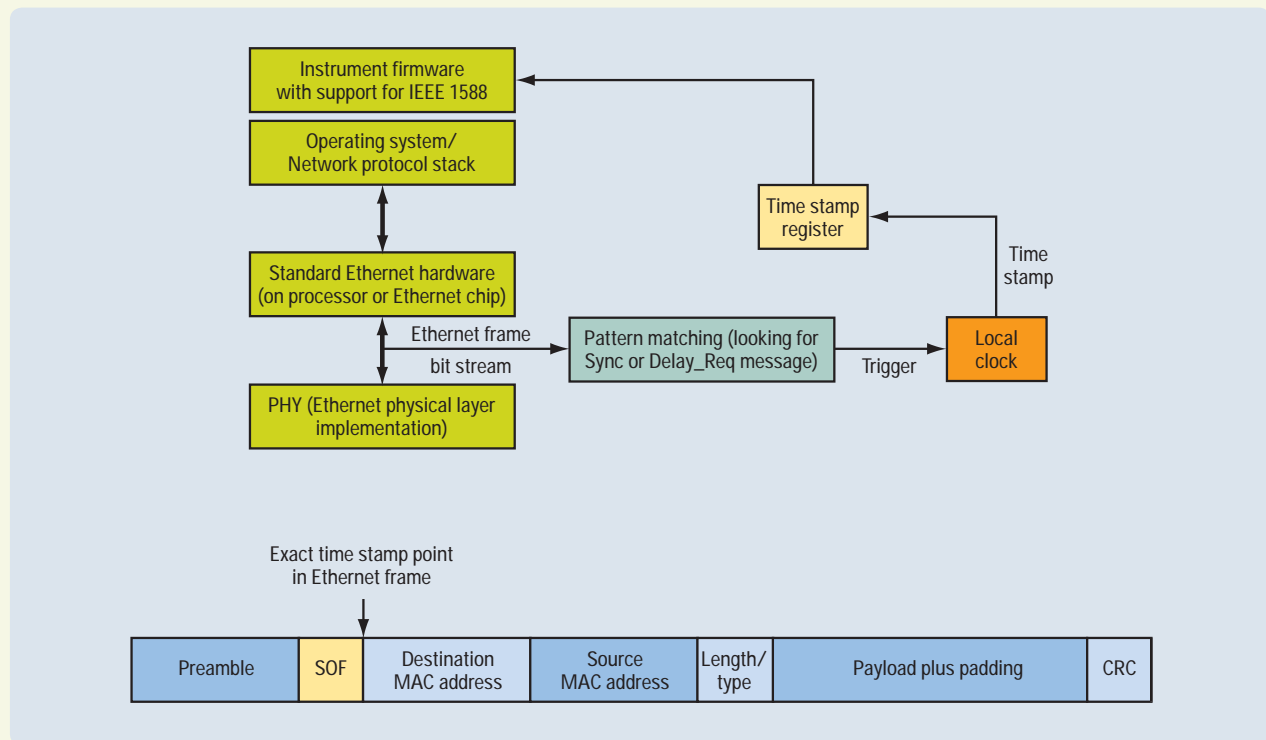 Instrument firmware
with support for IEEE 1588
Operating system/
Network protocol stack
Time stamp
register
Time
stamp
Standard Ethernet hardware
(on processor or Ethernet chip)
Ethernet frame
bit stream
Pattern matching (looking for
Sync or Delay_Req message)
Trigger
Local
clock
PHY (Ethernet physical layer
implementation)
Exact time stamp point
in Ethernet frame
Preamble
SOF
Destination
MAC address
Source
MAC address
Length/
type
Payload plus padding
CRC